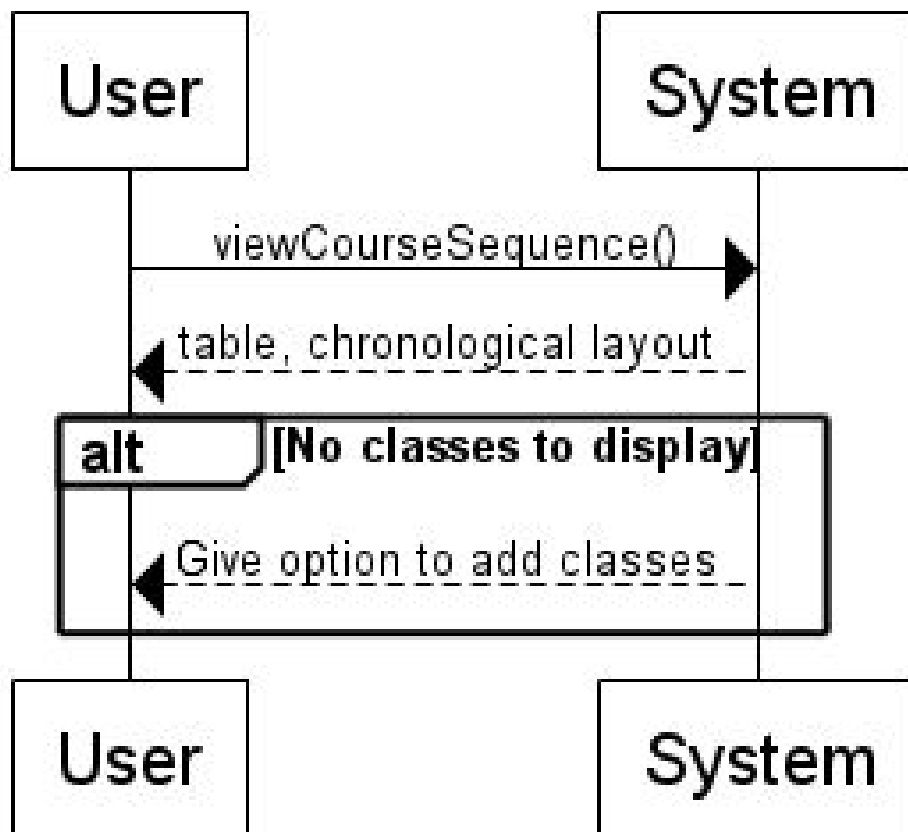 User System
viewCourseSequence()
table, chronological layout
alt [No classes to display]
Give option to add classes
User System